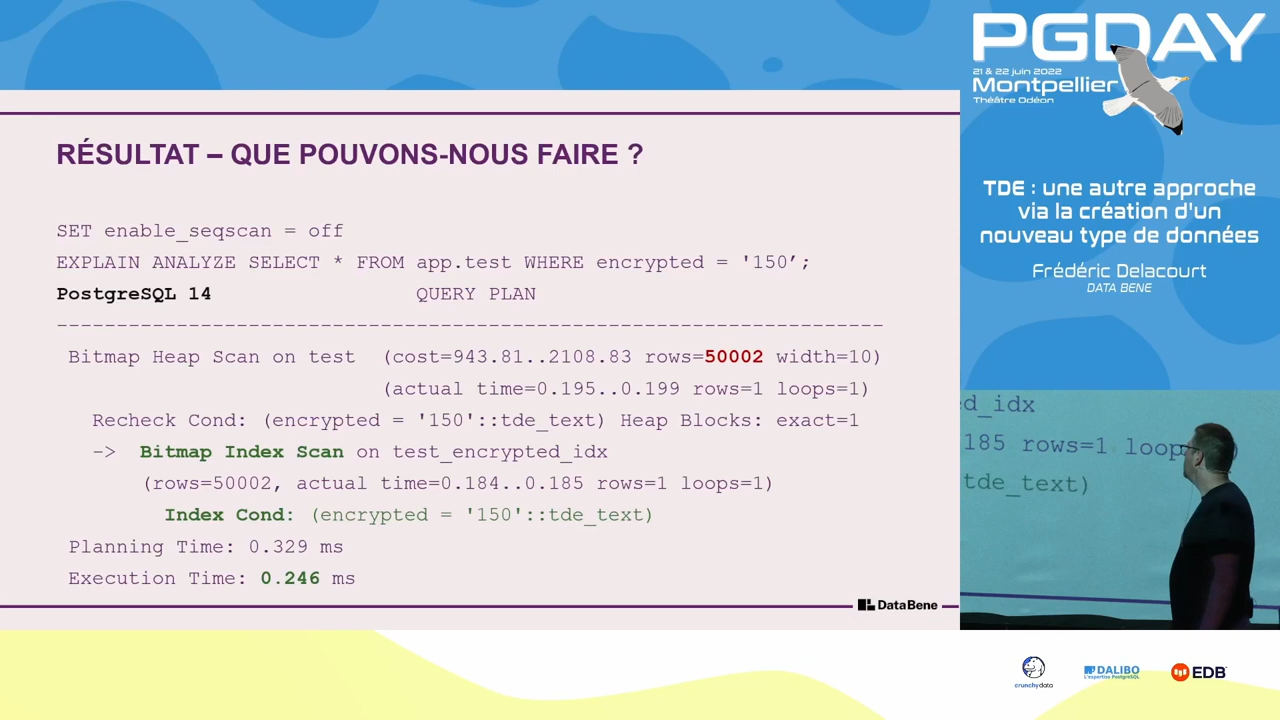 RÉSULTAT – QUE POUVONS-NOUS FAIRE ?
SET enable_seqscan = off
EXPLAIN ANALYZE SELECT * FROM app.test WHERE encrypted = '150’;
PostgreSQL 14 QUERY PLAN
---------------------------------------------------------------------
Bitmap Heap Scan on test (cost=943.81..2108.83 rows=50002 width=10)
(actual time=0.195..0.199 rows=1 loops=1)
Recheck Cond: (encrypted = '150'::tde_text) Heap Blocks: exact=1
-> Bitmap Index Scan on test_encrypted_idx
(rows=50002, actual time=0.184..0.185 rows=1 loops=1)
Index Cond: (encrypted = '150'::tde_text)
Planning Time: 0.329 ms
Execution Time: 0.246 ms
DataBene
PGDAY
21 & 22 juin 2022
Montpellier
Théâtre Odéon
TDE : une autre approche
via la création d'un
nouveau type de données
Frédéric Delacourt
DATA BENE
ed_idx
185 rows=1 loop
tde_text)
crunchydata
DALIBO
L'expertise PostgreSQL
EDB